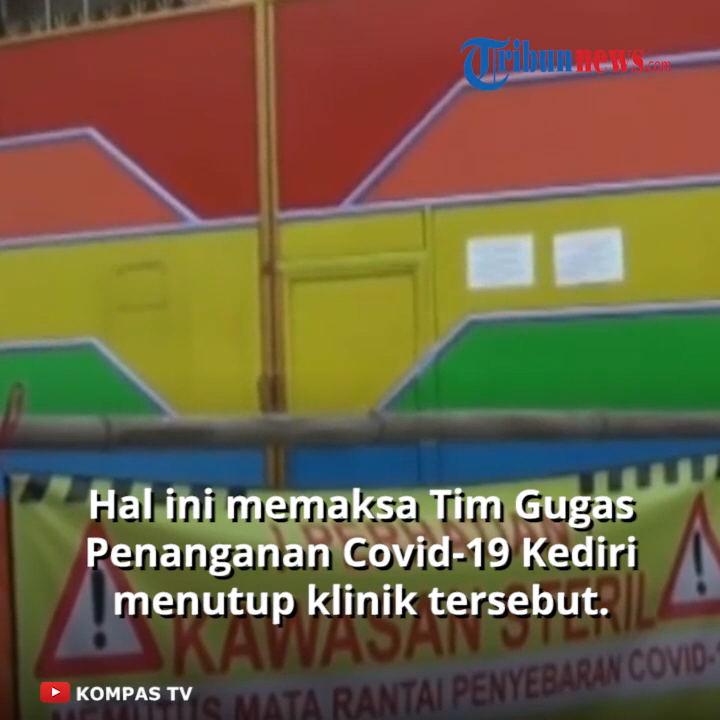 Tribunnews.com
Hal ini memaksa Tim Gugas
Penanganan Covid-19 Kediri
menutup klinik tersebut.
KAWASAN STERIL
MEMUTUS MATA RANTAI PENYEBARAN COVID-
KOMPAS TV